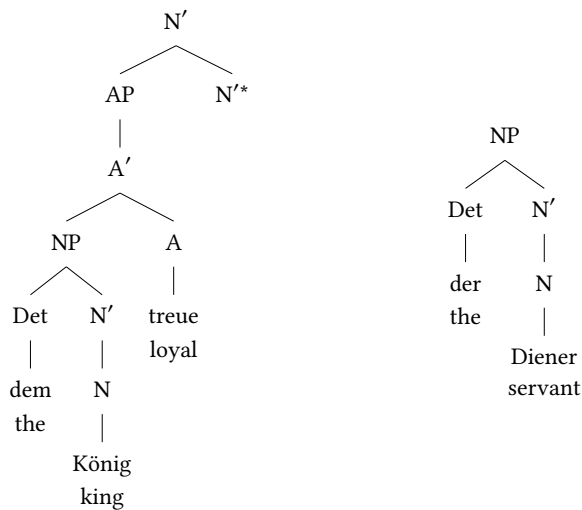 N′
AP N′*
A′
NP A
Det N′ treue
loyal
dem N
the
König
king
NP
Det N′
der N
the
Diener
servant